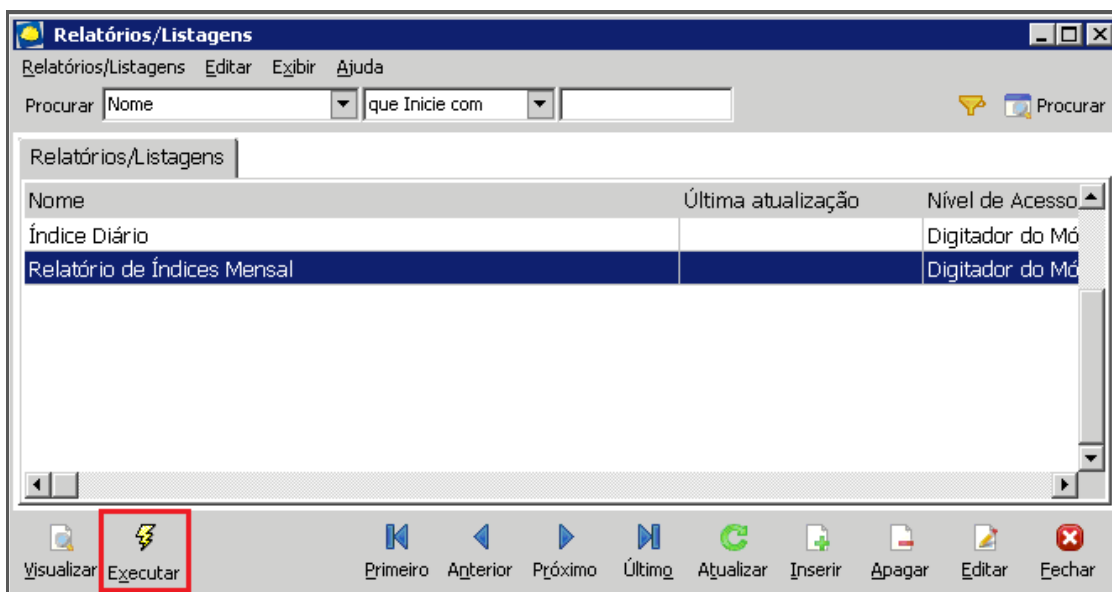 Relatórios/Listagens
Relatórios/Listagens Editar Exibir Ajuda
Procurar Nome que Inicie com Procurar
Relatórios/Listagens
Nome Última atualização Nível de Acesso
Índice Diário Digitador do Mó
Relatório de Índices Mensal Digitador do Mó
Visualizar Executar Primeiro Anterior Próximo Último Atualizar Inserir Apagar Editar Fechar